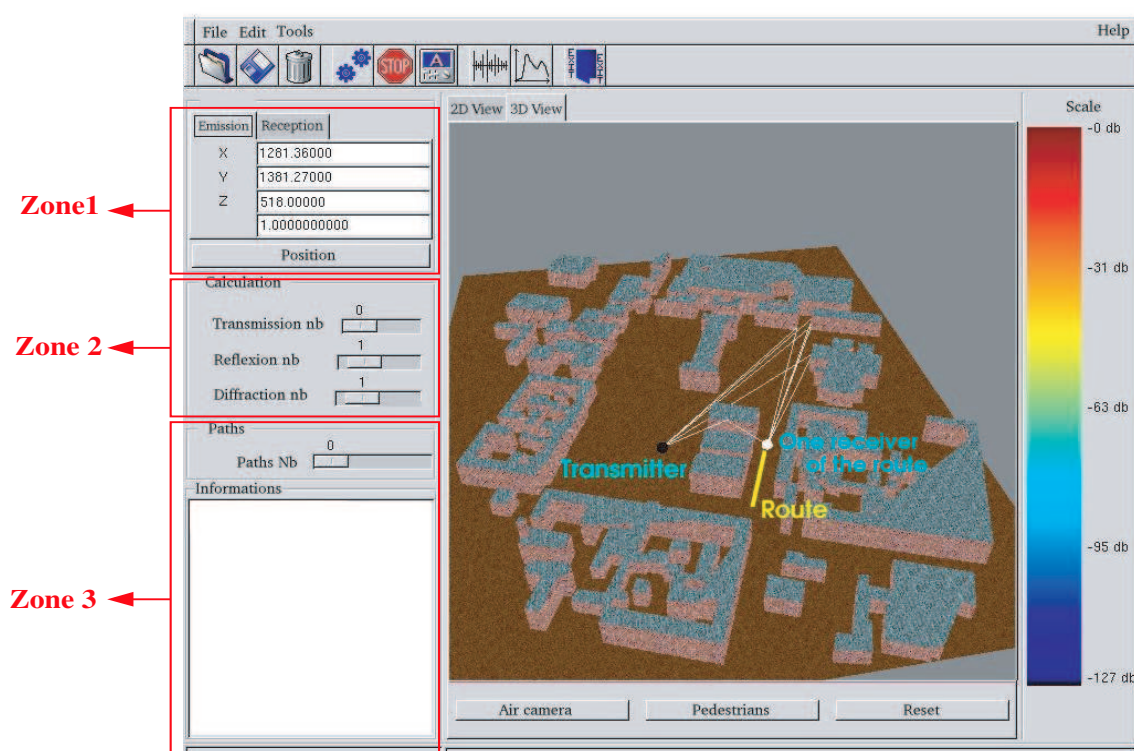 File Edit Tools Help
STOP A EXIT EXIT
2D View 3D View
Scale
Emission Reception
X 1281.36000
Y 1381.27000
Z 518.00000
1.0000000000
Position
Zone1
Calculation
Transmission nb 0
Reflexion nb 1
Diffraction nb 1
Zone 2
Paths
Paths Nb 0
Informations
Zone 3
Transmitter
One receiver
of the route
Route
Air camera Pedestrians Reset
-0 db
-31 db
-63 db
-95 db
-127 db